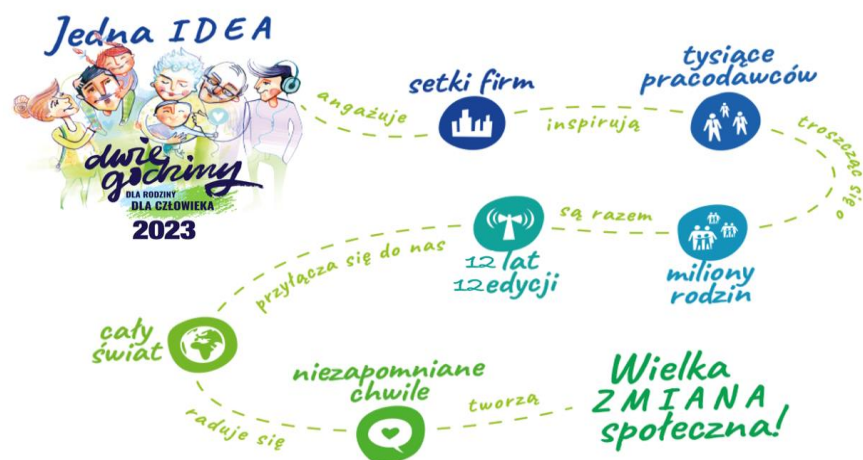 Jedna IDEA
dwie
godziny
DLA RODZINY
DLA CZŁOWIEKA
2023
angażuje
setki firm
inspirują
tysiące
pracodawców
troszcząc się o
miliony
rodzin
są razem
12 lat
12 edycji
przyłącza się do nas
cały
świat
raduje się
niezapomniane
chwile
tworzą
Wielka
ZMIANA
społeczna!